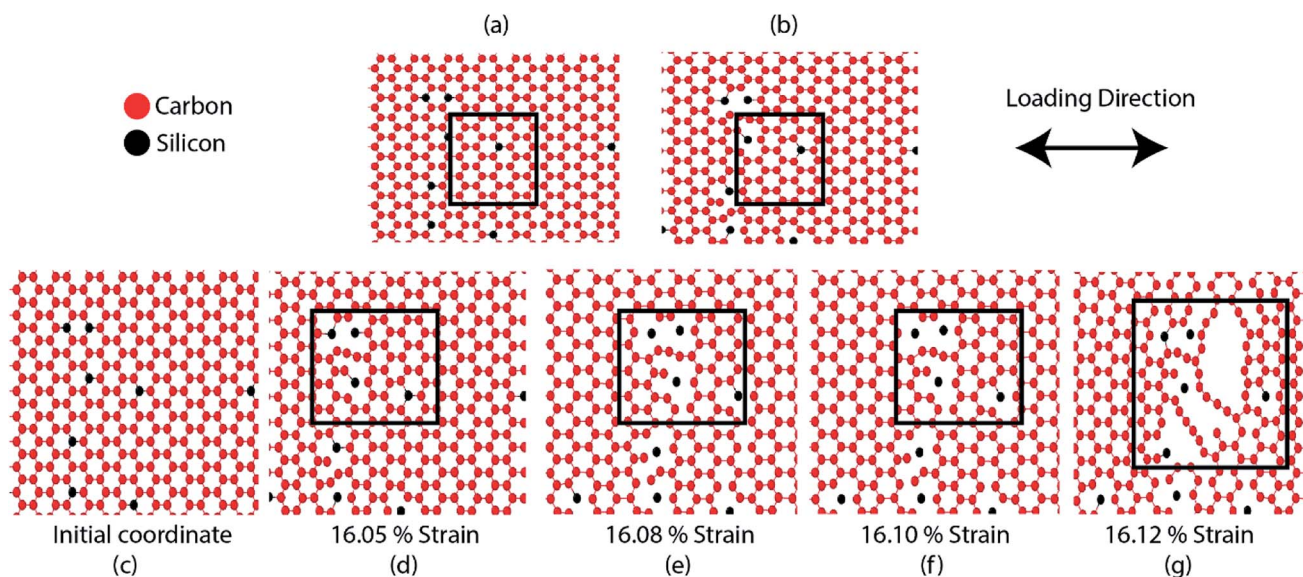 (a)
(b)
Carbon
Silicon
Loading Direction
Initial coordinate
16.05 % Strain
16.08 % Strain
16.10 % Strain
16.12 % Strain
(c)
(d)
(e)
(f)
(g)